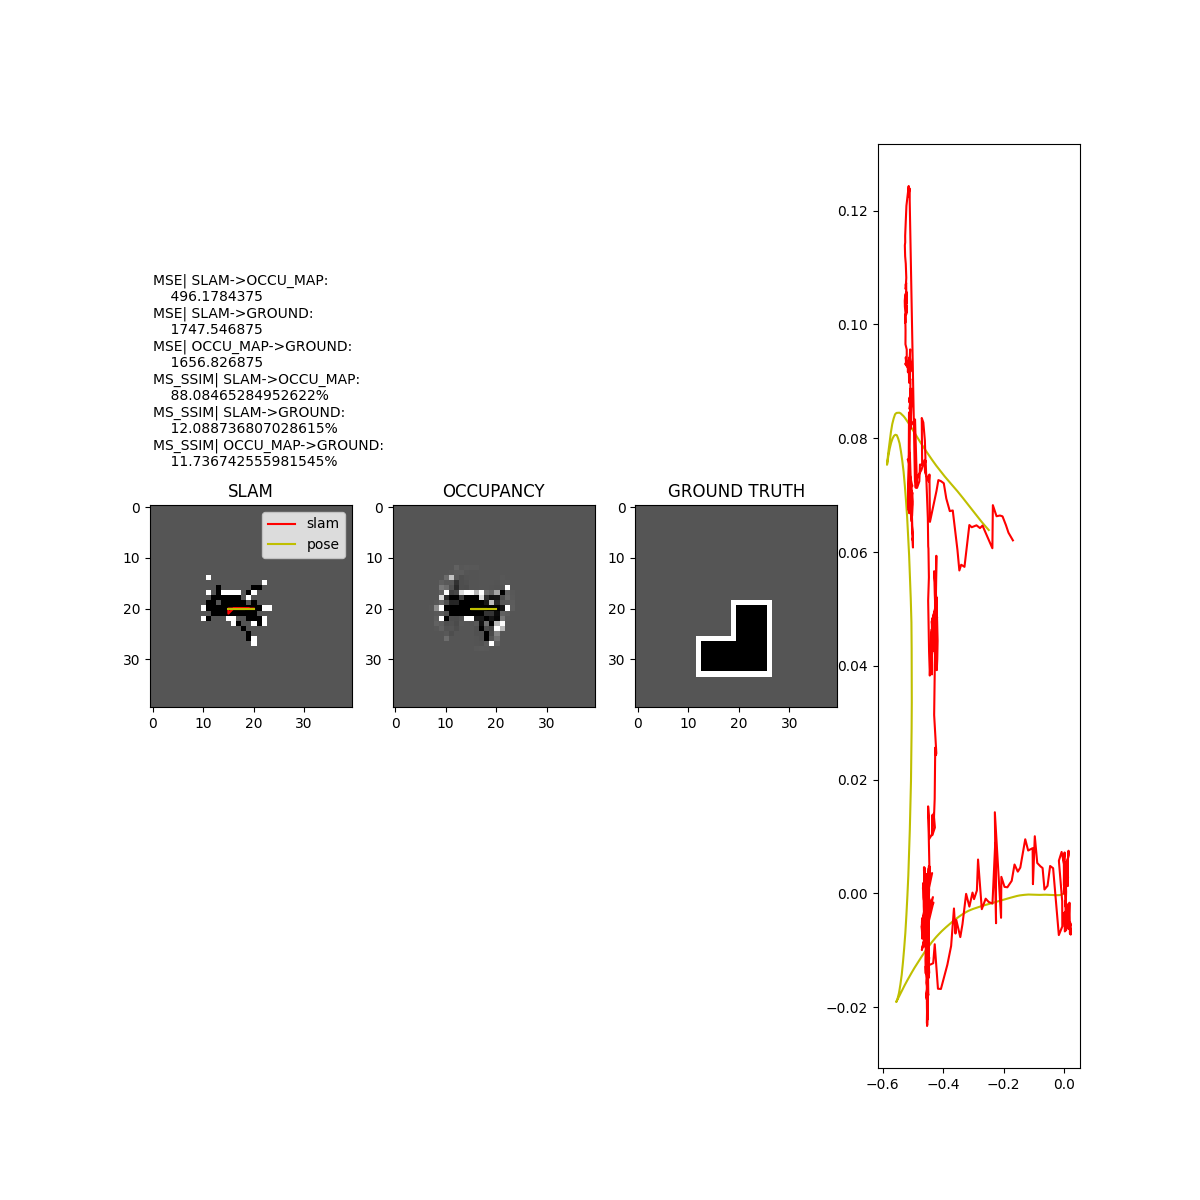 MSE| SLAM->OCCU_MAP:
496.1784375
MSE| SLAM->GROUND:
1747.546875
MSE| OCCU_MAP->GROUND:
1656.826875
MS_SSIM| SLAM->OCCU_MAP:
88.08465284952622%
MS_SSIM| SLAM->GROUND:
12.088736807028615%
MS_SSIM| OCCU_MAP->GROUND:
11.736742555981545%
SLAM
slam
pose
0
10
20
30
0 10 20 30
OCCUPANCY
0
10
20
30
0 10 20 30
GROUND TRUTH
0
10
20
30
0 10 20 30
0.12
0.10
0.08
0.06
0.04
0.02
0.00
−0.02
−0.6 −0.4 −0.2 0.0